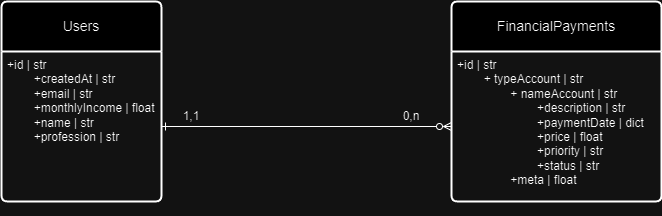 Users
+id | str
+createdAt | str
+email | str
+monthlyIncome | float
+name | str
+profession | str
1,1
0,n
FinancialPayments
+id | str
+ typeAccount | str
+ nameAccount | str
+description | str
+paymentDate | dict
+price | float
+priority | str
+status | str
+meta | float